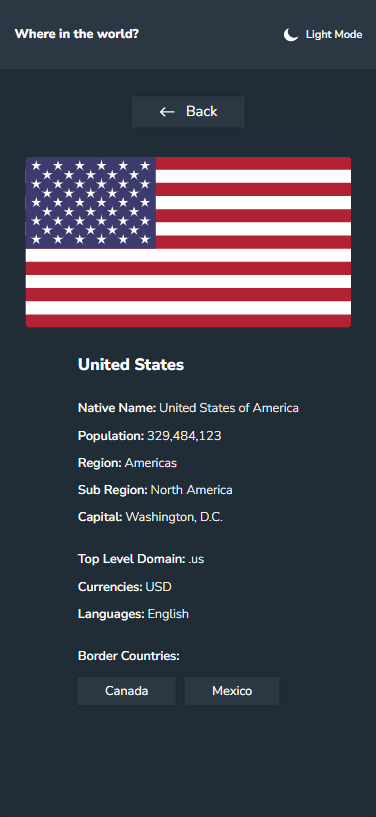 Where in the world?
Light Mode
Back
United States
Native Name: United States of America
Population: 329,484,123
Region: Americas
Sub Region: North America
Capital: Washington, D.C.
Top Level Domain: .us
Currencies: USD
Languages: English
Border Countries:
Canada
Mexico